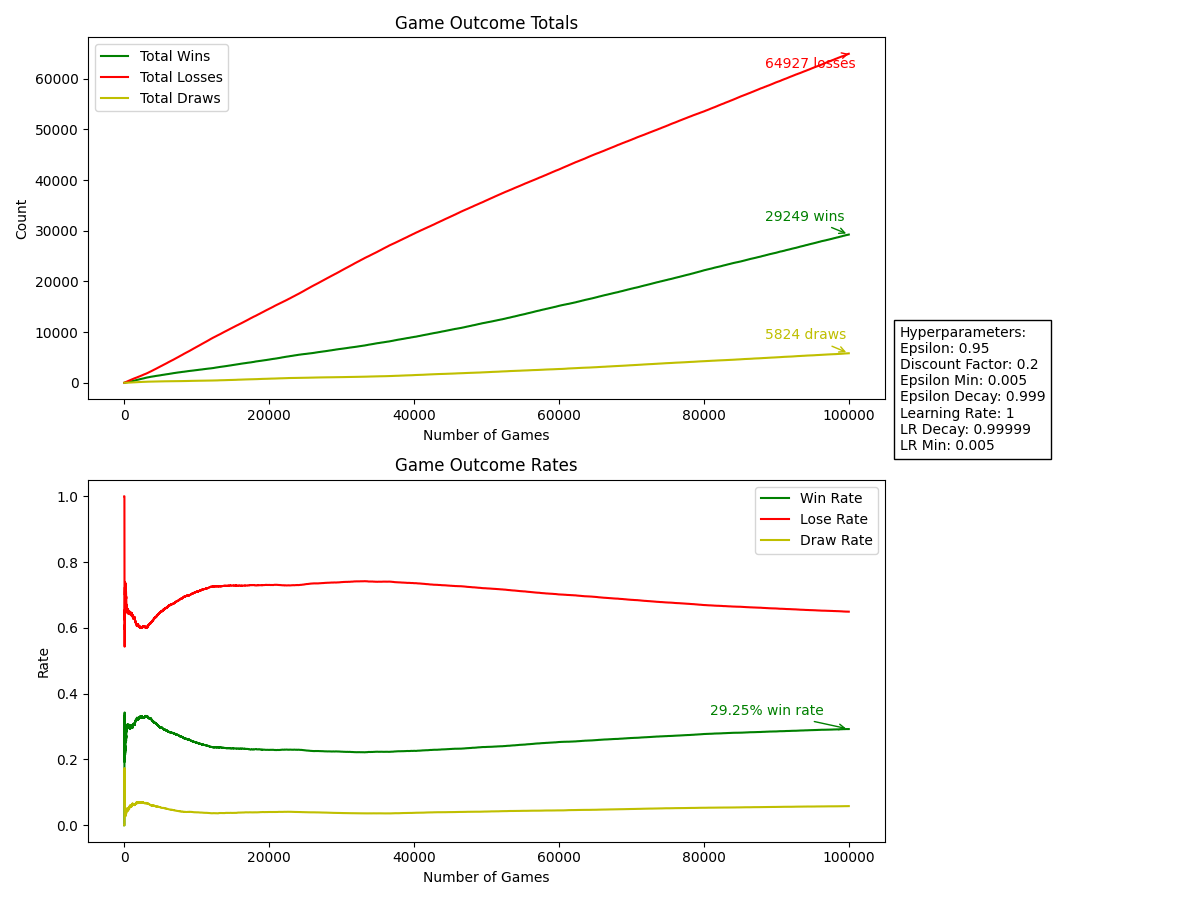 Game Outcome Totals
Total Wins
Total Losses
Total Draws
64927 losses
29249 wins
5824 draws
60000
50000
40000
30000
20000
10000
0
Count
0 20000 40000 60000 80000 100000
Number of Games
Hyperparameters:
Epsilon: 0.95
Discount Factor: 0.2
Epsilon Min: 0.005
Epsilon Decay: 0.999
Learning Rate: 1
LR Decay: 0.99999
LR Min: 0.005
Game Outcome Rates
Win Rate
Lose Rate
Draw Rate
29.25% win rate
1.0
0.8
0.6
0.4
0.2
0.0
Rate
0 20000 40000 60000 80000 100000
Number of Games